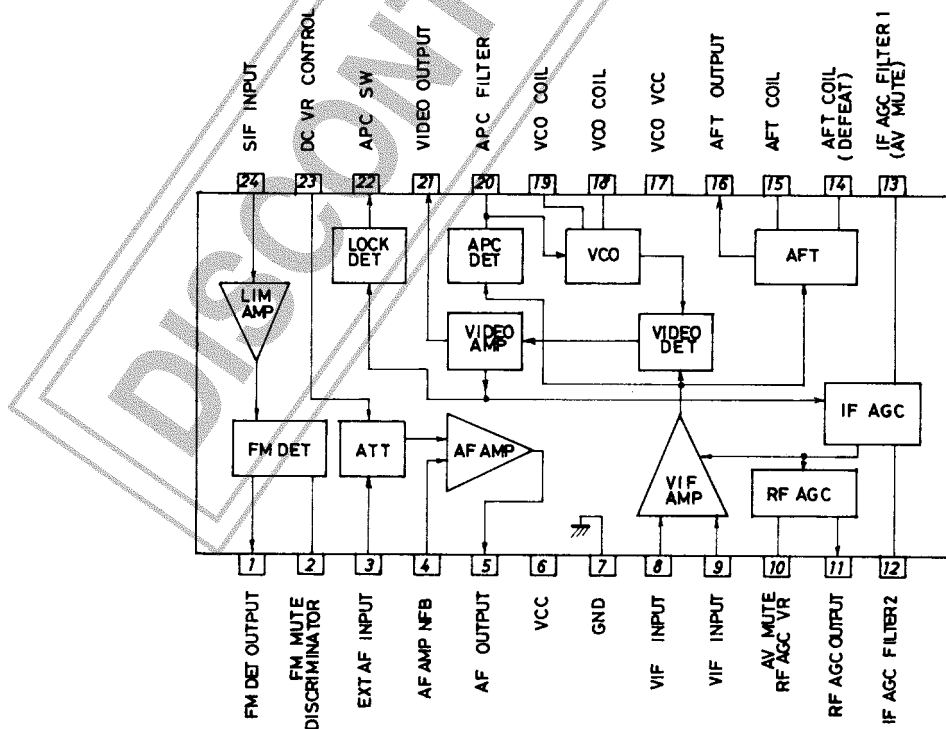 SIF INPUT
DC VR CONTROL
APC SW
VIDEO OUTPUT
APC FILTER
VCO COIL
VCO COIL
VCO VCC
AFT OUTPUT
AFT COIL
AFT COIL
(DEFEAT)
IF AGC FILTER 1
(AV MUTE)
24
23
22
21
20
19
18
17
16
15
14
13
LOCK
DET
APC
DET
VCO
AFT
LIM
AMP
VIDEO
AMP
VIDEO
DET
IF AGC
FM DET
ATT
AF AMP
VIF
AMP
RF AGC
1
2
3
4
5
6
7
8
9
10
11
12
FM DET OUTPUT
FM MUTE
DISCRIMINATOR
EXT AF INPUT
AF AMP NFB
AF OUTPUT
VCC
GND
VIF INPUT
VIF INPUT
AV MUTE
RF AGC VR
RF AGC OUTPUT
IF AGC FILTER2
DISCONT